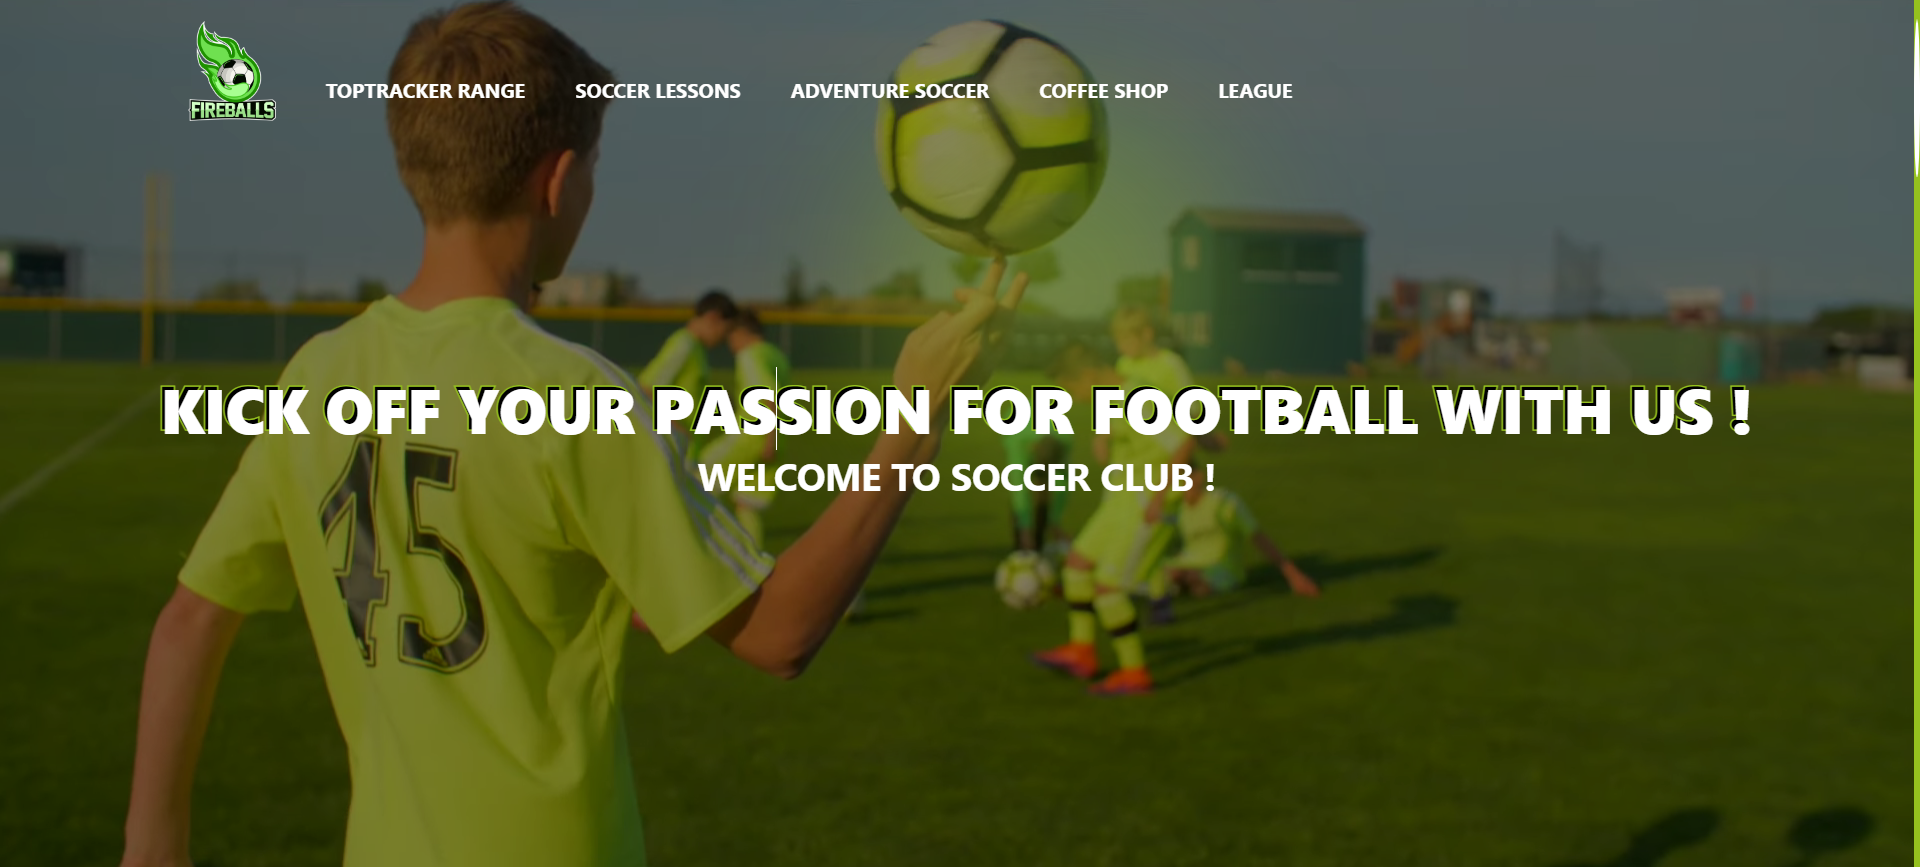 FIREBALLS
TOPTRACKER RANGE SOCCER LESSONS ADVENTURE SOCCER COFFEE SHOP LEAGUE
KICK OFF YOUR PASSION FOR FOOTBALL WITH US !
WELCOME TO SOCCER CLUB !
45